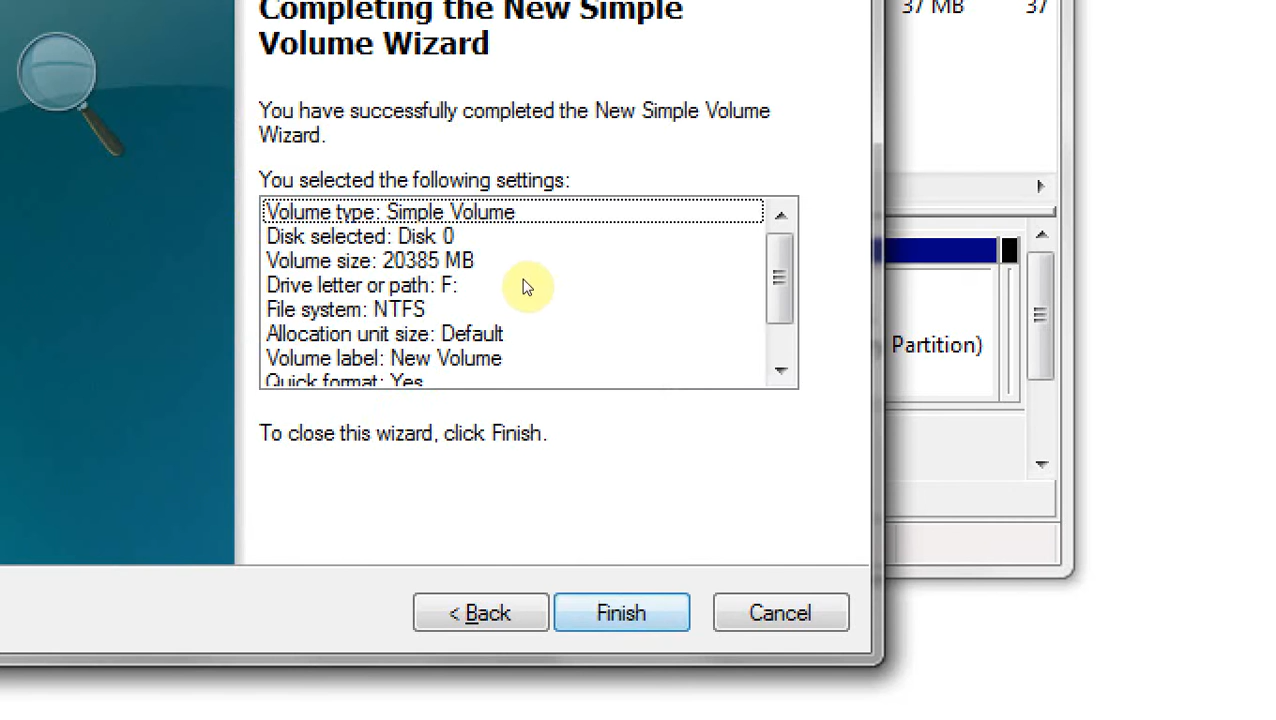 Completing the New Simple
Volume Wizard
37 MB 37
You have successfully completed the New Simple Volume
Wizard.
You selected the following settings:
Volume type: Simple Volume
Disk selected: Disk 0
Volume size: 20385 MB
Drive letter or path: F:
File system: NTFS
Allocation unit size: Default
Volume label: New Volume
Quick format: Yes
Partition)
To close this wizard, click Finish.
< Back
Finish
Cancel